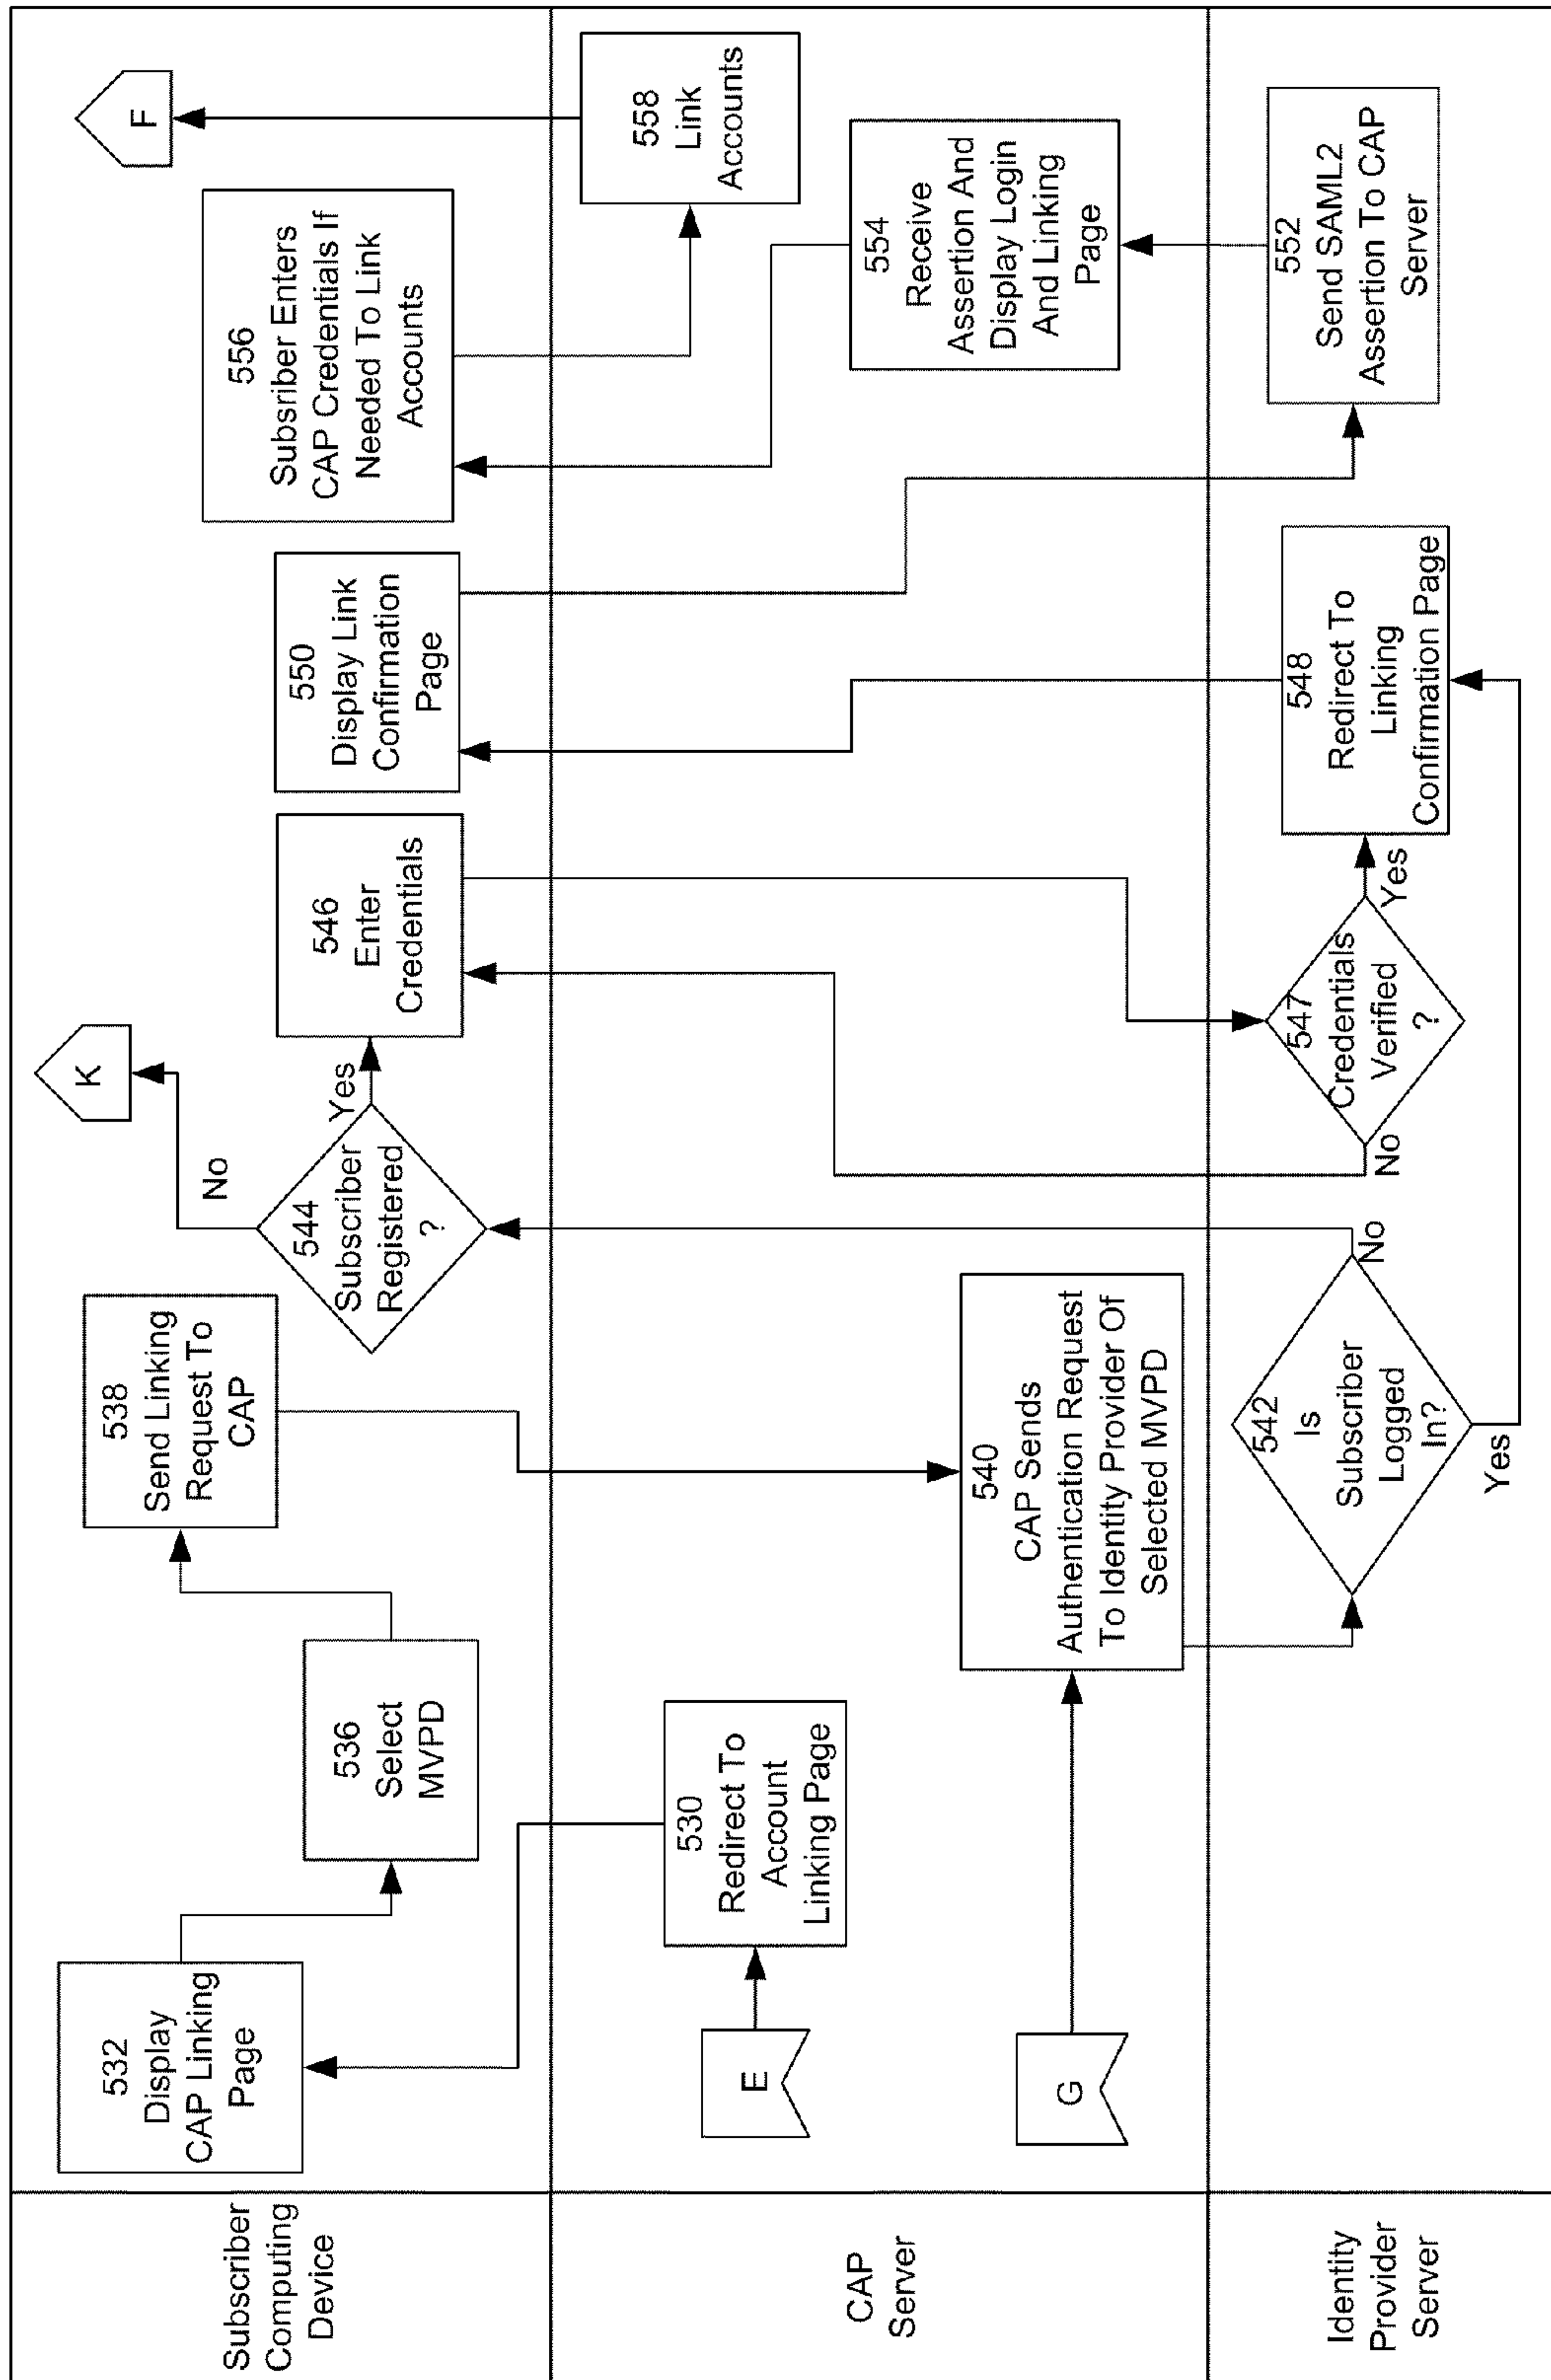 Subscriber
Computing
Device
532
Display
CAP Linking
Page
536
Select
MVPD
538
Send Linking
Request To
CAP
544
Subscriber
Registered
?
No
Yes
K
546
Enter
Credentials
550
Display Link
Confirmation
Page
556
Subsriber Enters
CAP Credentials If
Needed To Link
Accounts
F
CAP
Server
E
530
Redirect To
Account
Linking Page
G
540
CAP Sends
Authentication Request
To Identity Provider Of
Selected MVPD
554
Receive
Assertion And
Display Login
And Linking
Page
558
Link
Accounts
Identity
Provider
Server
542
Is
Subscriber
Logged
In?
No
Yes
547
Credentials
Verified
?
No
Yes
548
Redirect To
Linking
Confirmation Page
552
Send SAML2
Assertion To CAP
Server